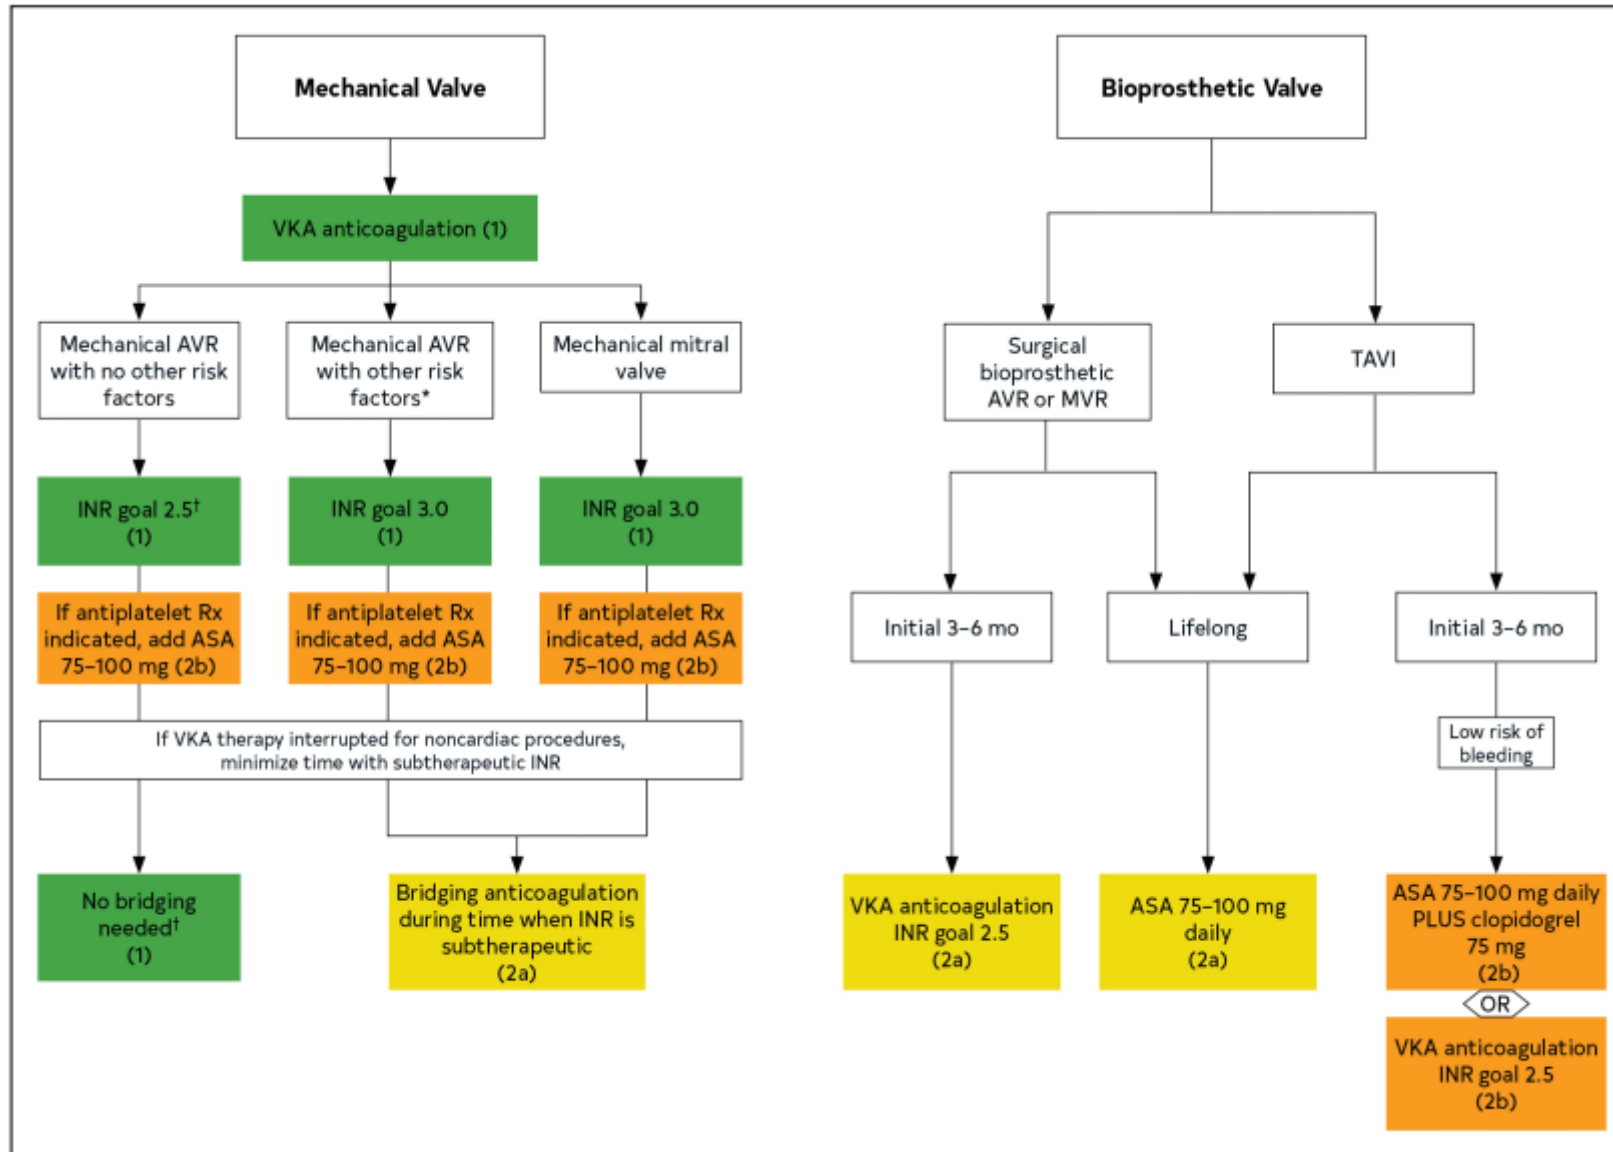 Mechanical Valve
VKA anticoagulation (1)
Mechanical AVR
with no other risk
factors
Mechanical AVR
with other risk
factors*
Mechanical mitral
valve
INR goal 2.5†
(1)
INR goal 3.0
(1)
INR goal 3.0
(1)
If antiplatelet Rx
indicated, add ASA
75–100 mg (2b)
If antiplatelet Rx
indicated, add ASA
75–100 mg (2b)
If antiplatelet Rx
indicated, add ASA
75–100 mg (2b)
If VKA therapy interrupted for noncardiac procedures,
minimize time with subtherapeutic INR
No bridging
needed†
(1)
Bridging anticoagulation
during time when INR is
subtherapeutic
(2a)
Bioprosthetic Valve
Surgical
bioprosthetic
AVR or MVR
TAVI
Initial 3–6 mo
Lifelong
Initial 3–6 mo
Low risk of
bleeding
VKA anticoagulation
INR goal 2.5
(2a)
ASA 75–100 mg
daily
(2a)
ASA 75–100 mg daily
PLUS clopidogrel
75 mg
(2b)
OR
VKA anticoagulation
INR goal 2.5
(2b)